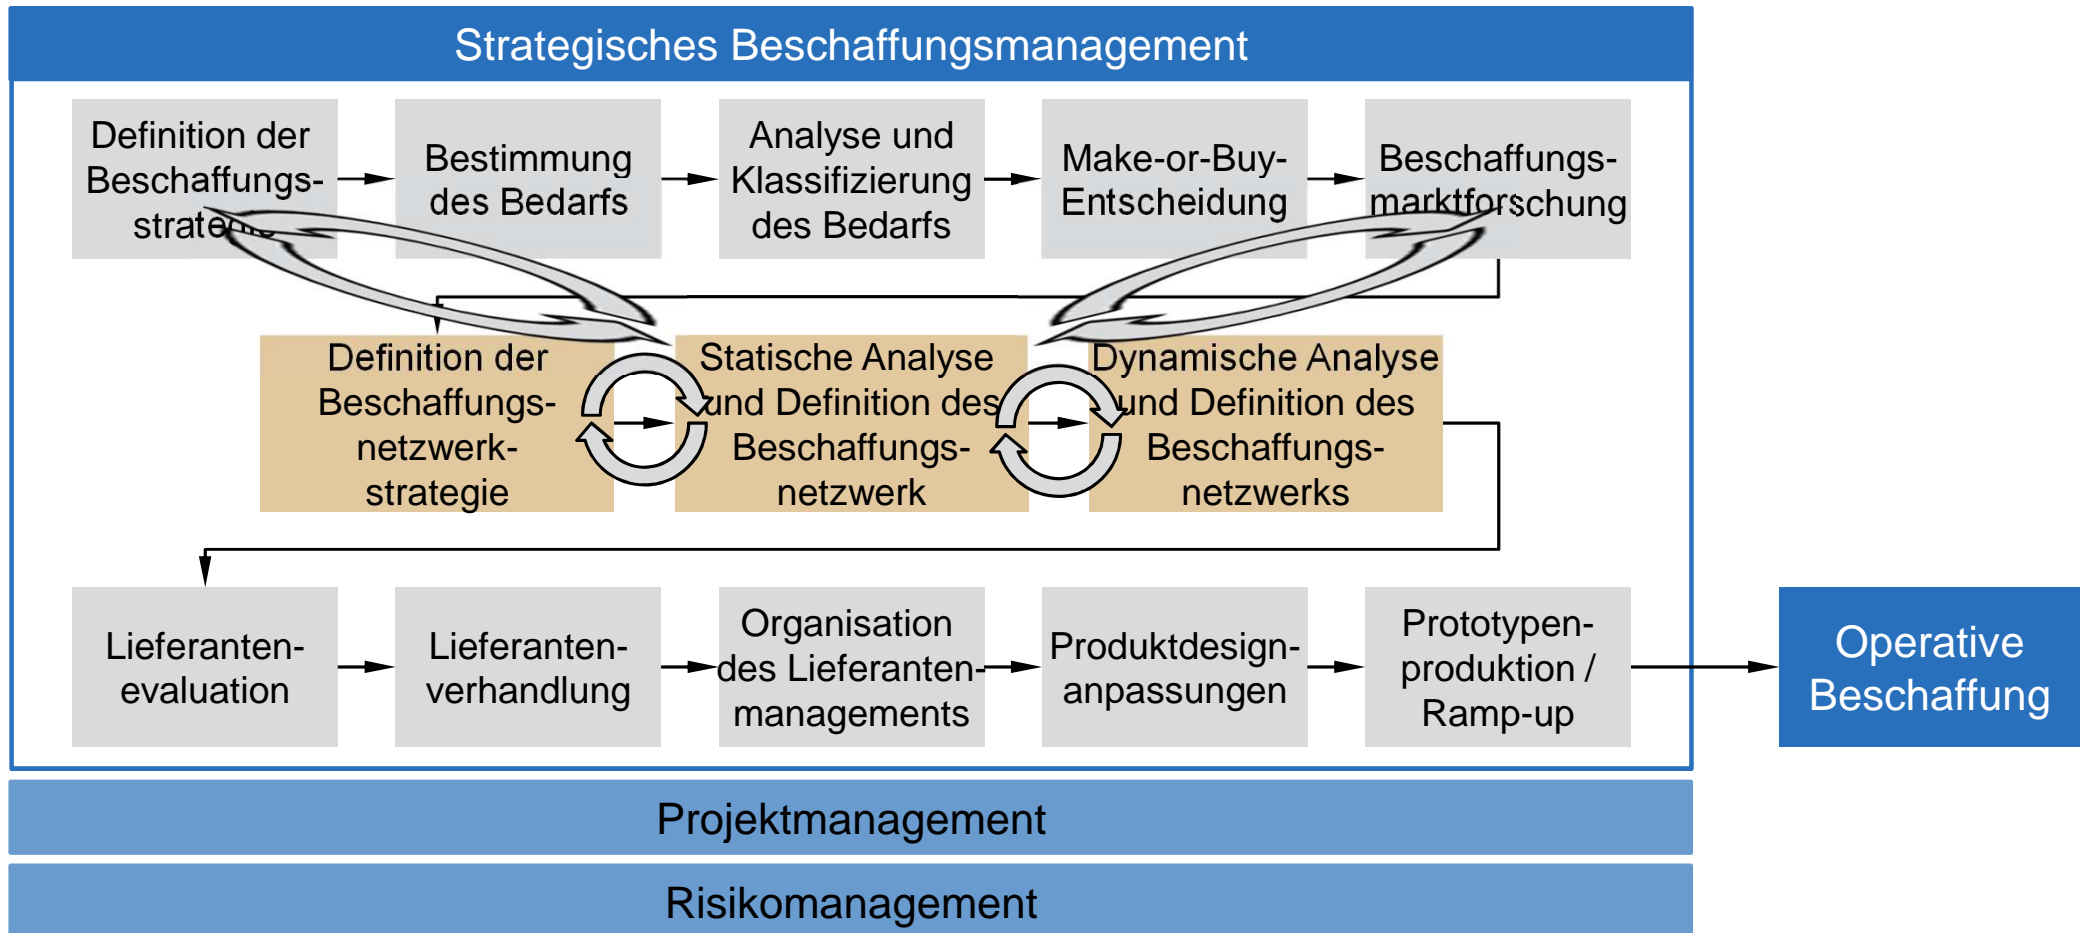 Strategisches Beschaffungsmanagement
Definition der
Beschaffungs-
strategie
Bestimmung
des Bedarfs
Analyse und
Klassifizierung
des Bedarfs
Make-or-Buy-
Entscheidung
Beschaffungs-
marktforschung
Definition der
Beschaffungs-
netzwerk-
strategie
Statische Analyse
und Definition des
Beschaffungs-
netzwerk
Dynamische Analyse
und Definition des
Beschaffungs-
netzwerks
Lieferanten-
evaluation
Lieferanten-
verhandlung
Organisation
des Lieferanten-
managements
Produktdesign-
anpassungen
Prototypen-
produktion /
Ramp-up
Operative
Beschaffung
Projektmanagement
Risikomanagement